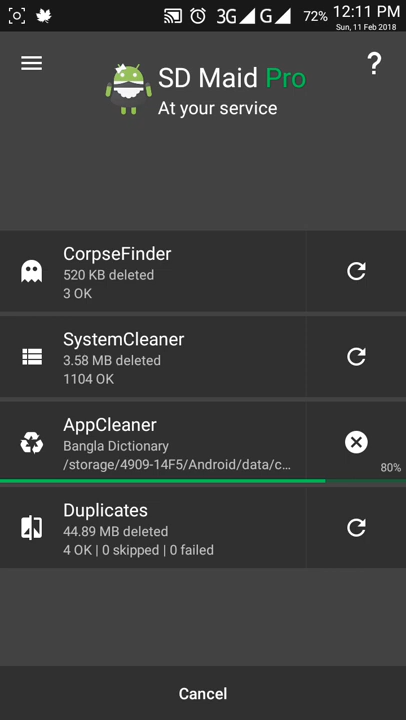 3G G 72% 12:11 PM
Sun, 11 Feb 2018
SD Maid Pro
?
At your service
CorpseFinder
520 KB deleted
3 OK
SystemCleaner
3.58 MB deleted
1104 OK
AppCleaner
Bangla Dictionary
/storage/4909-14F5/Android/data/c...
80%
Duplicates
44.89 MB deleted
4 OK | 0 skipped | 0 failed
Cancel